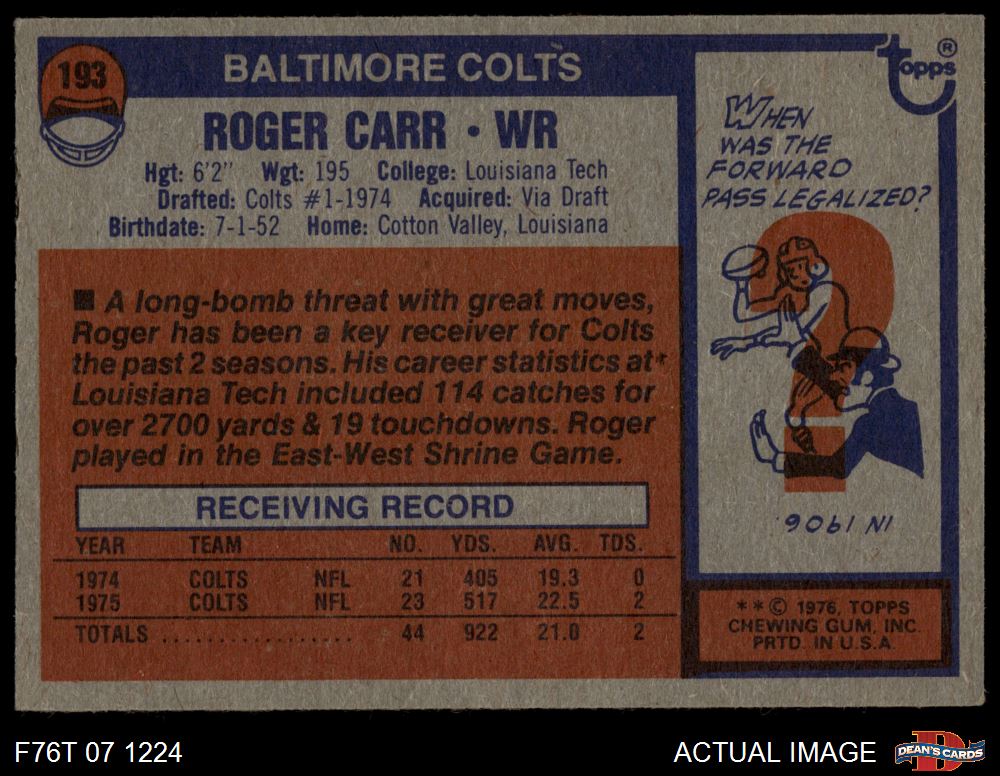 193
BALTIMORE COLTS
ROGER CARR • WR
Hgt: 6'2" Wgt: 195 College: Louisiana Tech
Drafted: Colts #1-1974 Acquired: Via Draft
Birthdate: 7-1-52 Home: Cotton Valley, Louisiana
■ A long-bomb threat with great moves,
Roger has been a key receiver for Colts
the past 2 seasons. His career statistics at
Louisiana Tech included 114 catches for
over 2700 yards & 19 touchdowns. Roger
played in the East-West Shrine Game.
RECEIVING RECORD
YEAR TEAM NO. YDS. AVG. TDS.
1974 COLTS NFL 21 405 19.3 0
1975 COLTS NFL 23 517 22.5 2
TOTALS .................. 44 922 21.0 2
topps®
WHEN
WAS THE
FORWARD
PASS LEGALIZED?
?
IN 1906.
* * © 1976, TOPPS
CHEWING GUM, INC.
PRTD. IN U.S.A.
F76T 07 1224
ACTUAL IMAGE
D
DEAN'S CARDS